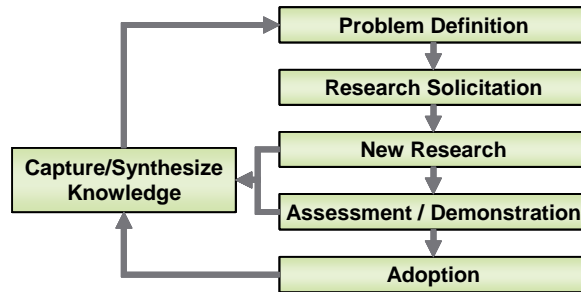 Problem Definition
Research Solicitation
New Research
Capture/Synthesize
Knowledge
Assessment / Demonstration
Adoption